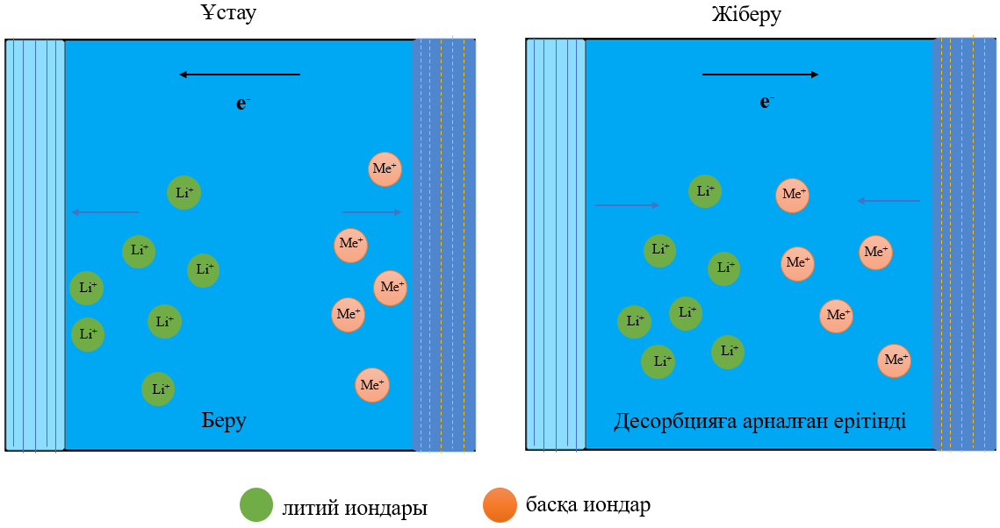 Ұстау
Жіберу
e-
e-
Me+
Li+
Me+
Li+
Li+
Li+
Me+
Li+
Me+
Li+
Li+
Me+
Li+
Me+
Li+
Me+
Li+
Me+
Li+
Me+
Li+
Li+
Li+
Me+
Беру
Десорбцияға арналған ерітінді
литий иондары
басқа иондар